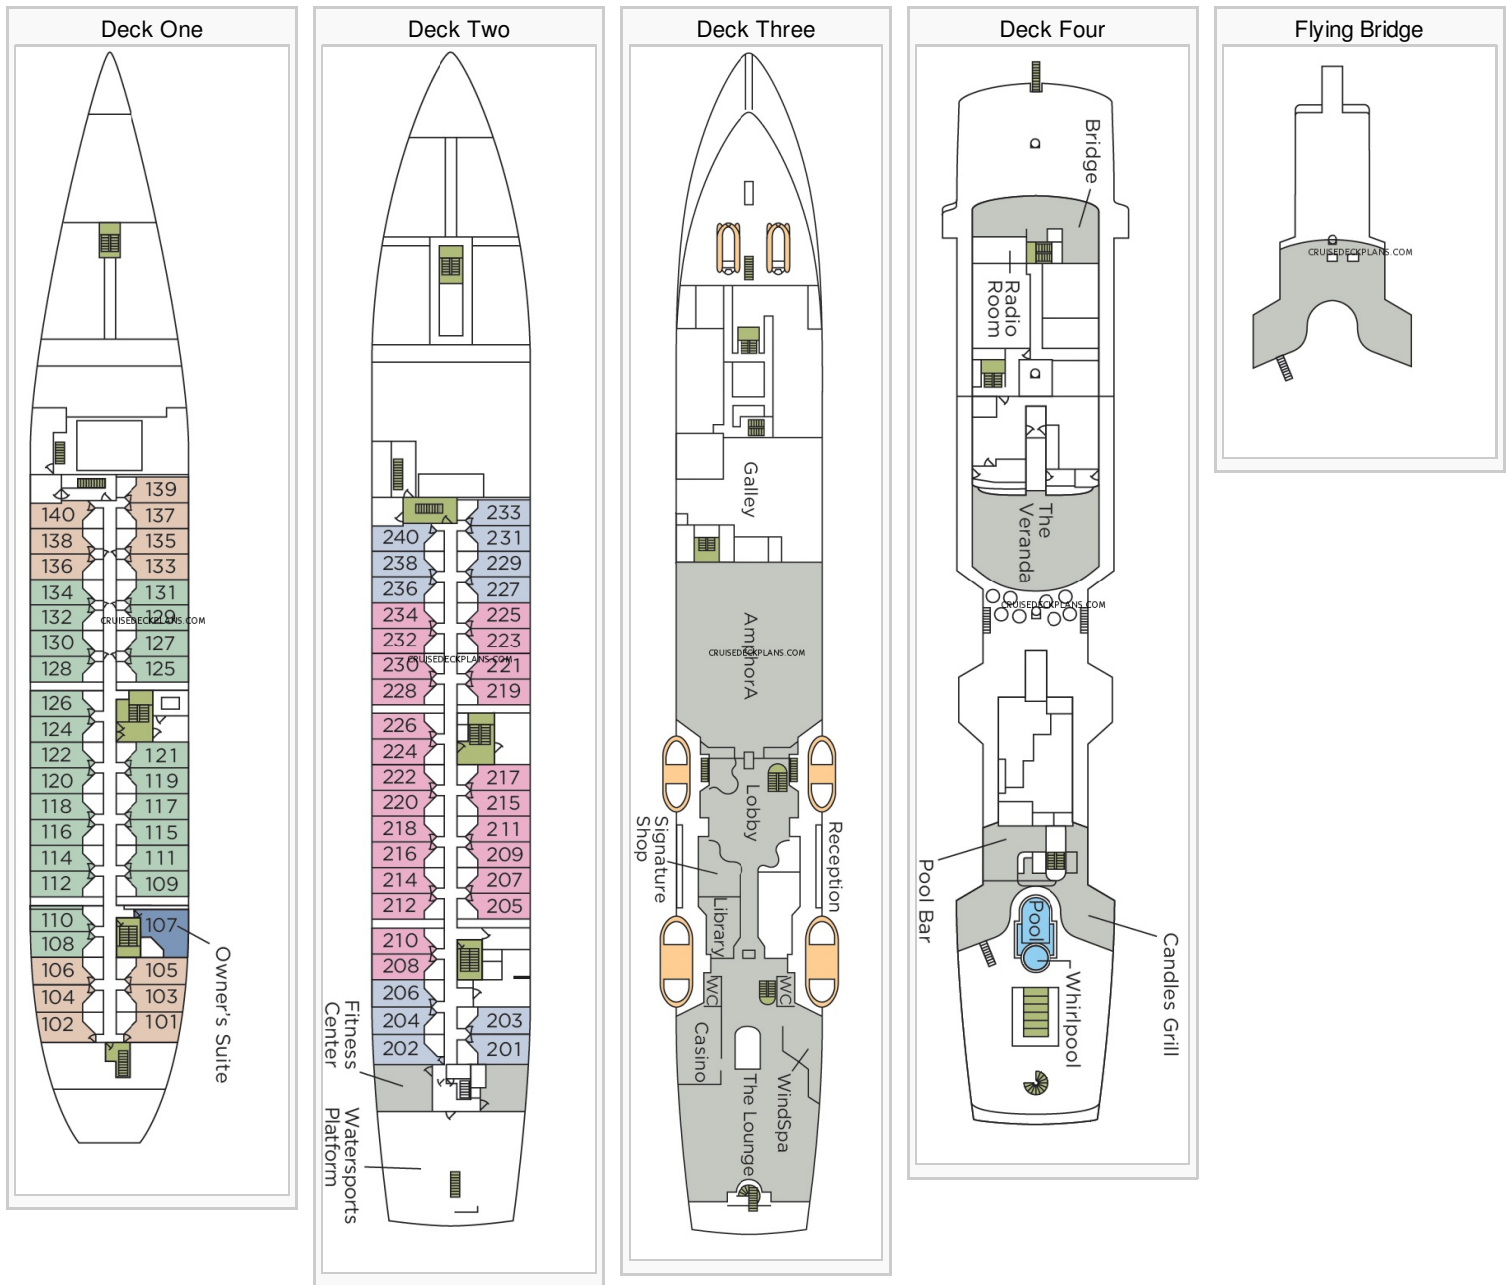 Deck One
139
140
137
138
135
136
133
134
131
132
129
CRUISEDECKPLANS.COM
130
127
128
125
126
124
122
121
120
119
118
117
116
115
114
111
112
109
110
107
108
106
105
104
103
102
101
Owner's Suite
Deck Two
233
240
231
238
229
236
227
234
225
232
223
230
221
CRUISEDECKPLANS.COM
228
219
226
224
222
217
220
215
218
211
216
209
214
207
212
205
210
208
206
204
203
202
201
Fitness
Center
Watersports
Platform
Deck Three
Galley
AmphorA
CRUISEDECKPLANS.COM
Lobby
Signature
Shop
Reception
Library
WC
WC
Casino
WindSpa
The Lounge
Deck Four
Bridge
Radio
Room
The
Veranda
CRUISEDECKPLANS.COM
Pool Bar
Pool
Candles Grill
Whirlpool
Flying Bridge
CRUISEDECKPLANS.COM